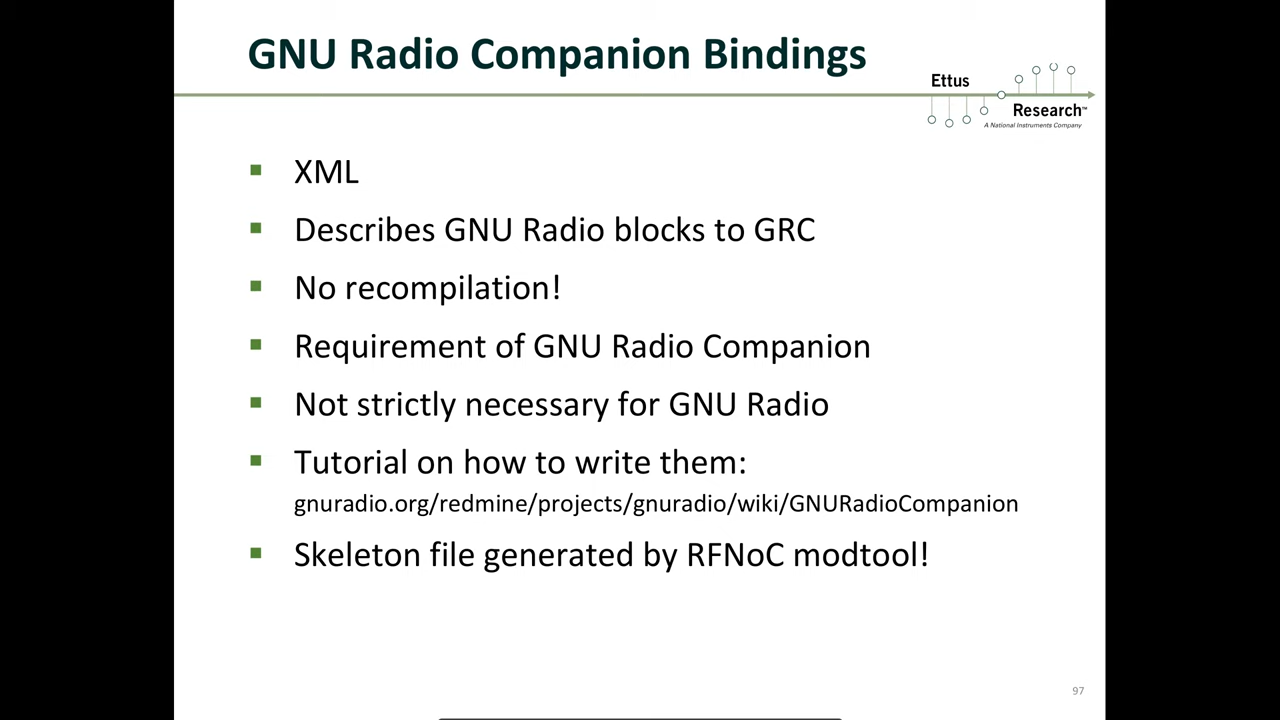 GNU Radio Companion Bindings
Ettus
Research™
A National Instruments Company
XML
Describes GNU Radio blocks to GRC
No recompilation!
Requirement of GNU Radio Companion
Not strictly necessary for GNU Radio
Tutorial on how to write them:
gnuradio.org/redmine/projects/gnuradio/wiki/GNURadioCompanion
Skeleton file generated by RFNoC modtool!
97